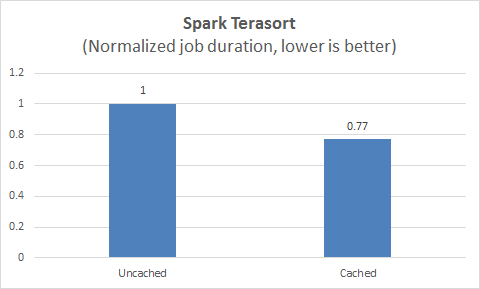 Spark Terasort
(Normalized job duration, lower is better)
1.2
1
0.8
0.6
0.4
0.2
0
1
0.77
Uncached
Cached